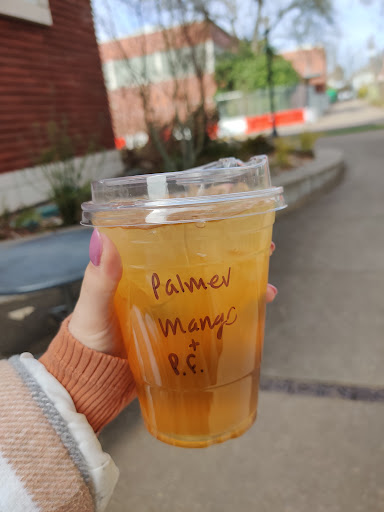 Palmer
Mango
+
P.F.